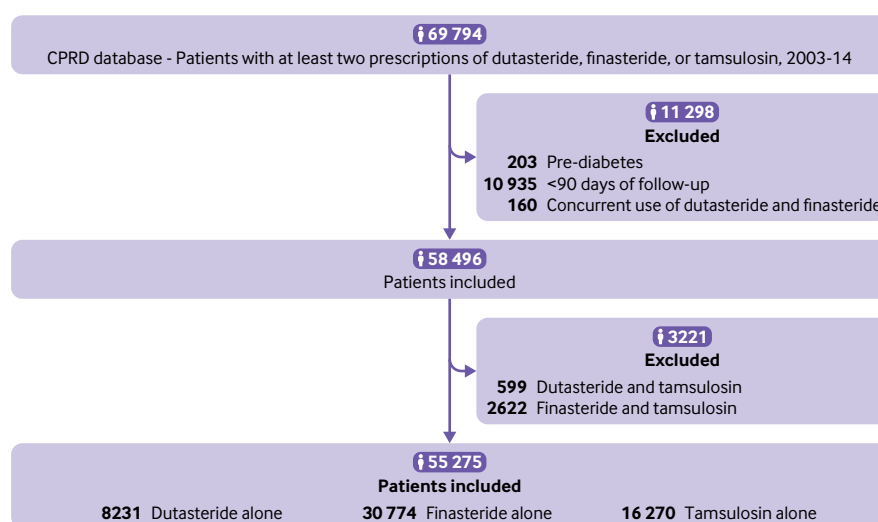 69 794
CPRD database - Patients with at least two prescriptions of dutasteride, finasteride, or tamsulosin, 2003-14
11 298
Excluded
203 Pre-diabetes
10 935 <90 days of follow-up
160 Concurrent use of dutasteride and finasteride
58 496
Patients included
3221
Excluded
599 Dutasteride and tamsulosin
2622 Finasteride and tamsulosin
55 275
Patients included
8231 Dutasteride alone 30 774 Finasteride alone 16 270 Tamsulosin alone